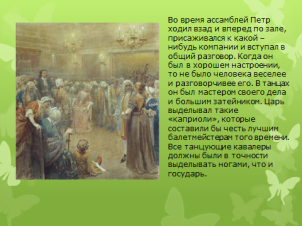 Во время ассамблей Петр
ходил взад и вперед по зале,
присаживался к какой –
нибудь компании и вступал в
общий разговор. Когда он
был в хорошем настроении,
то не было человека веселее
и разговорчивее его. В танцах
он был мастером своего дела
и большим затейником. Царь
выделывал такие
«каприоли», которые
составили бы честь лучшим
балетмейстерам того времени.
Все танцующие кавалеры
должны были в точности
выделывать ногами, что и
государь.